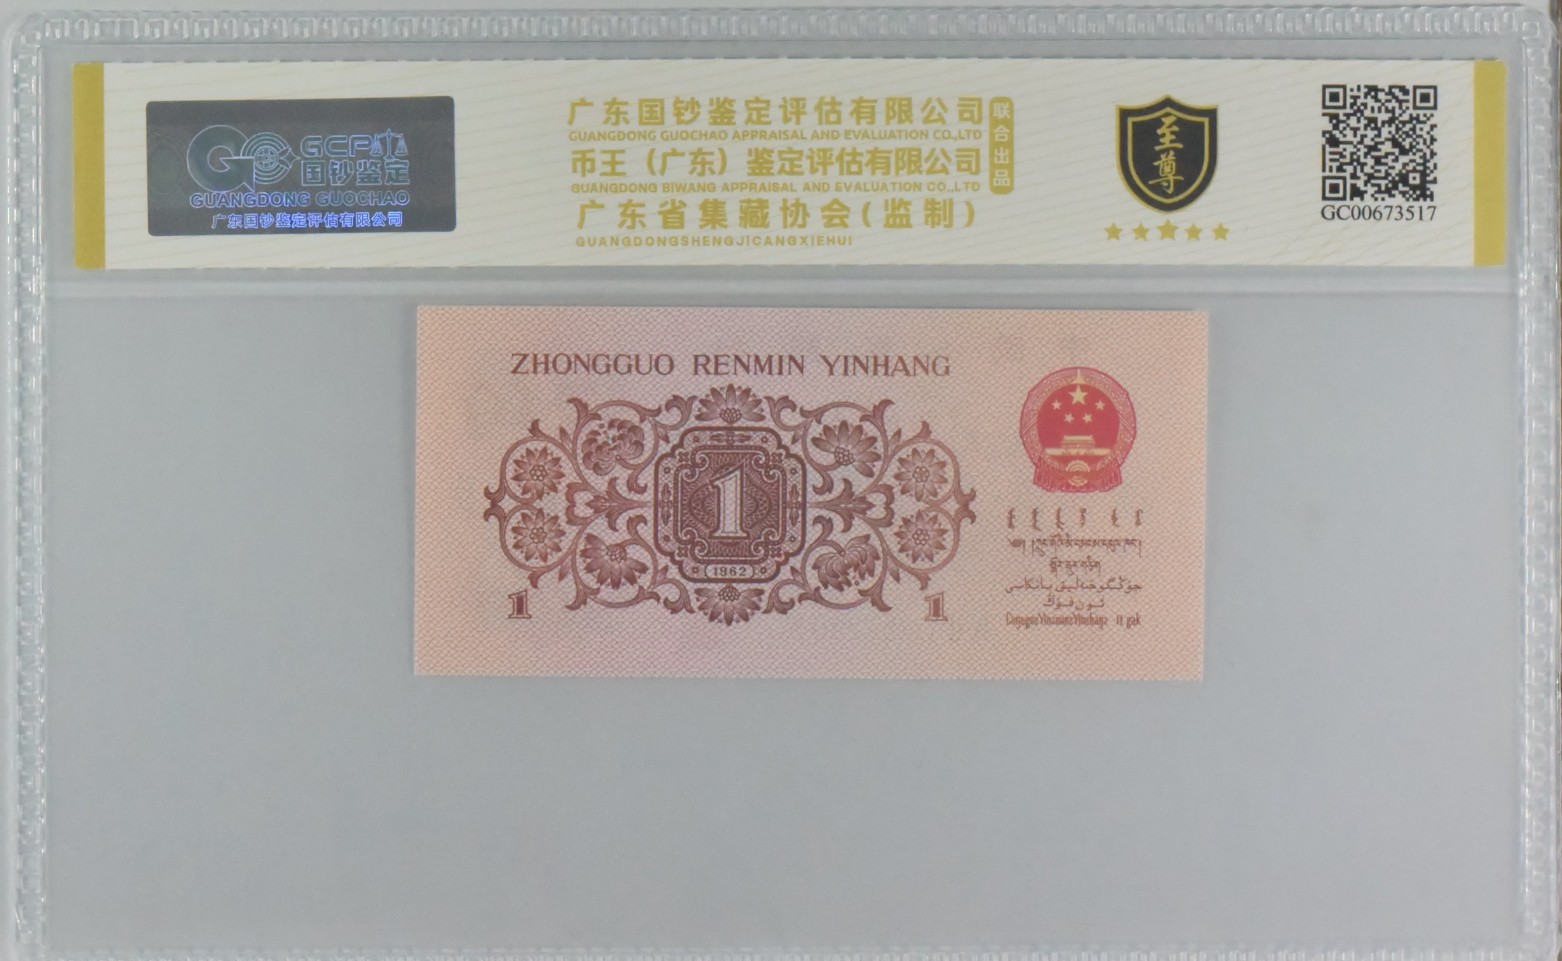 GCP
国钞鉴定
GUANGDONG GUOCHAO
广东国钞鉴定评估有限公司
广东国钞鉴定评估有限公司
GUANGDONG GUOCHAO APPRAISAL AND EVALUATION CO.,LTD
币王（广东）鉴定评估有限公司
GUANGDONG BIWANG APPRAISAL AND EVALUATION CO.,LTD
广东省集藏协会(监制)
GUANGDONGSHENGJICANGXIEHUI
联合出品
至尊
GC00673517
ZHONGGUO RENMIN YINHANG
1
(1962)
1
1